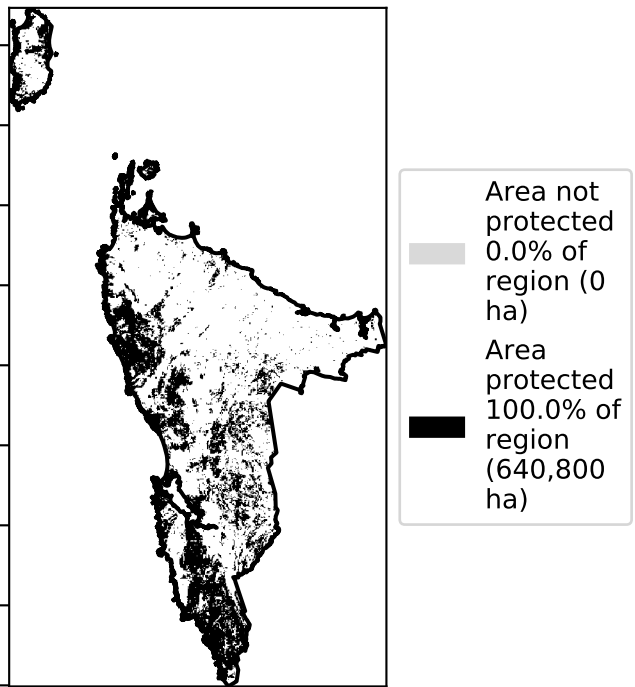 Area not
protected
0.0% of
region (0
ha)
Area
protected
100.0% of
region
(640,800
ha)